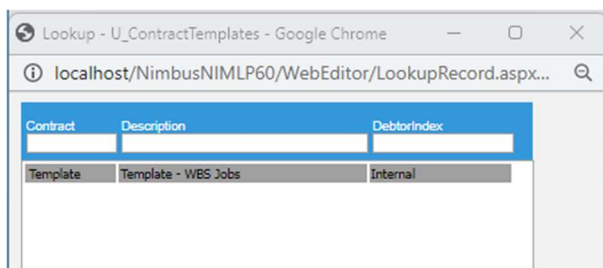 Lookup - U_ContractTemplates - Google Chrome
localhost/NimbusNIMLP60/WebEditor/LookupRecord.aspx...
Contract Description DebtorIndex
Template Template - WBS Jobs Internal